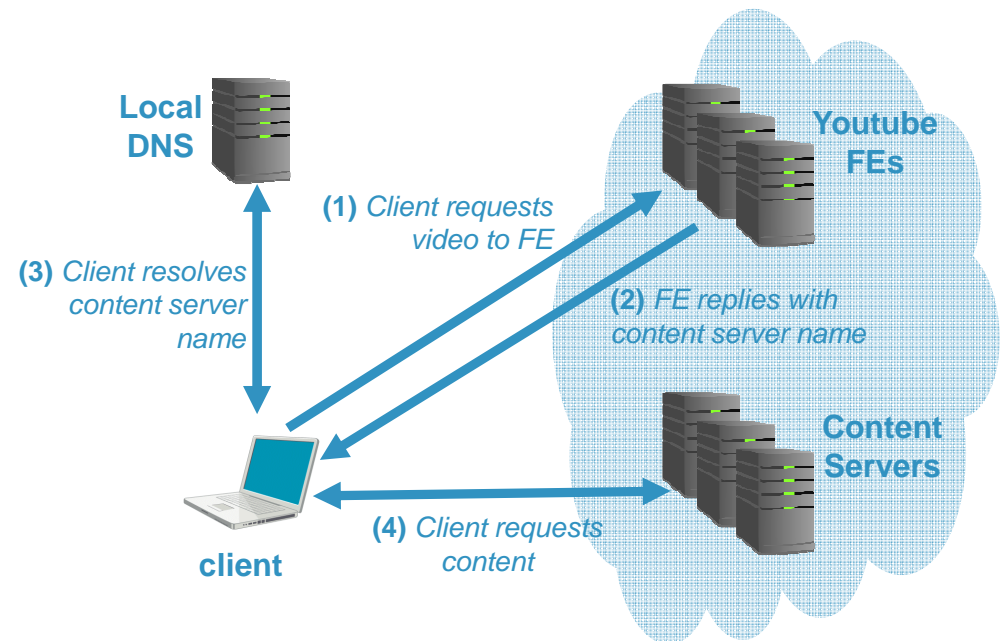 Local
DNS
Youtube
FEs
(1) Client requests
video to FE
(3) Client resolves
content server
name
(2) FE replies with
content server name
Content
Servers
(4) Client requests
content
client